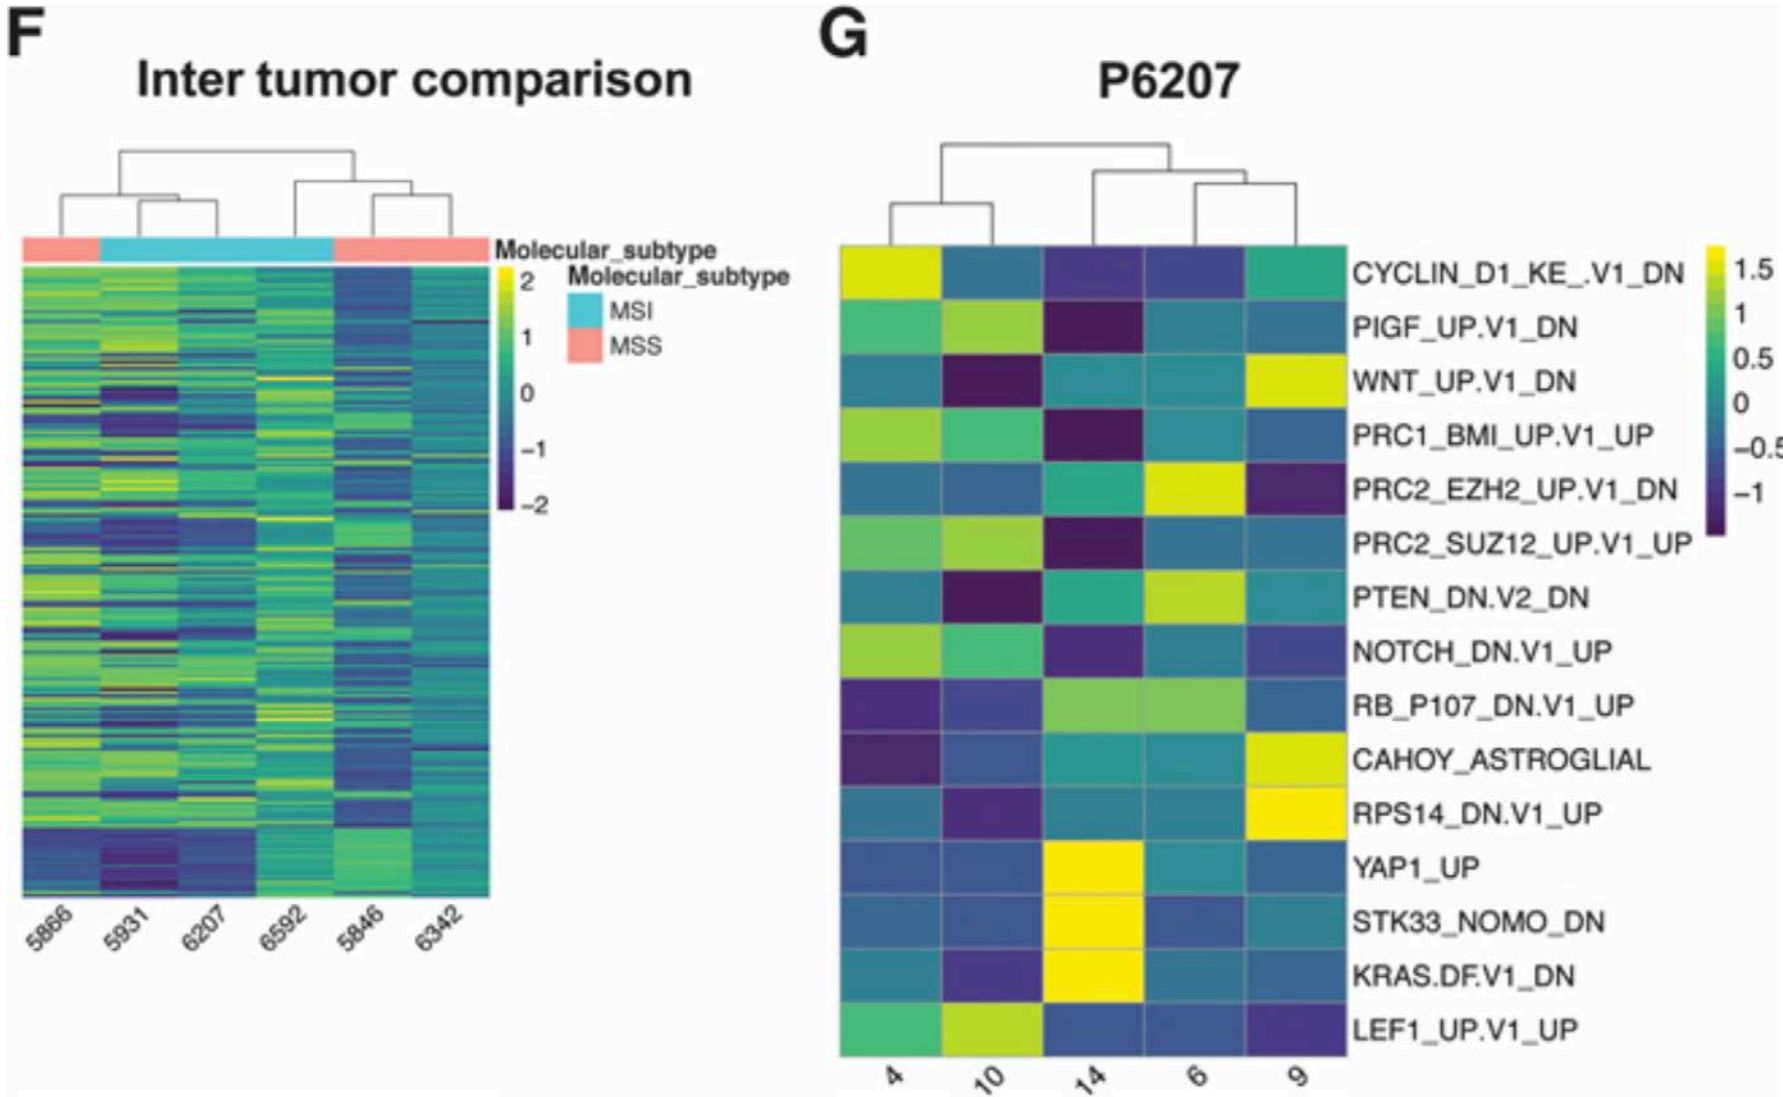 F
Inter tumor comparison
Molecular_subtype
Molecular_subtype
MSI
MSS
2
1
0
−1
−2
5866
5931
6207
6592
5846
6342
G
P6207
CYCLIN_D1_KE_.V1_DN
PIGF_UP.V1_DN
WNT_UP.V1_DN
PRC1_BMI_UP.V1_UP
PRC2_EZH2_UP.V1_DN
PRC2_SUZ12_UP.V1_UP
PTEN_DN.V2_DN
NOTCH_DN.V1_UP
RB_P107_DN.V1_UP
CAHOY_ASTROGLIAL
RPS14_DN.V1_UP
YAP1_UP
STK33_NOMO_DN
KRAS.DF.V1_DN
LEF1_UP.V1_UP
1.5
1
0.5
0
−0.5
−1
4
10
14
6
9